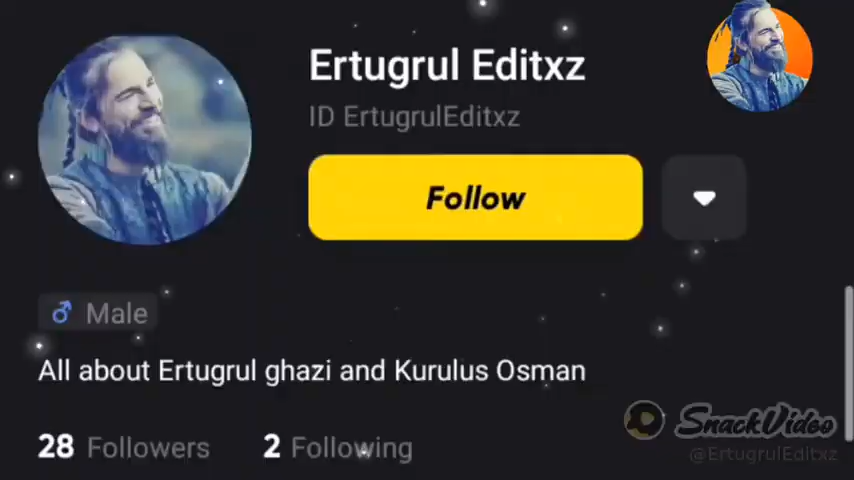 Ertugrul Editxz
ID ErtugrulEditxz
Follow
♂ Male
All about Ertugrul ghazi and Kurulus Osman
28 Followers 2 Following
SnackVideo
@ErtugrulEditxz